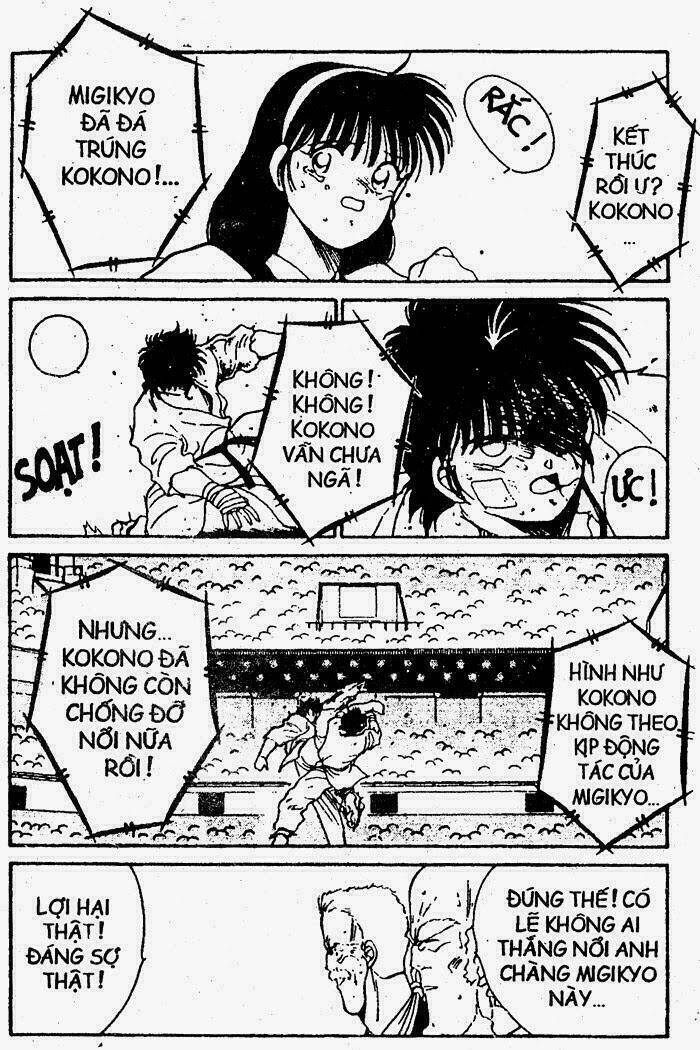 MIGIKYO
ĐÃ ĐÁ
TRÚNG
KOKONO!...
RẮC!
KẾT
THÚC
RỒI Ư?
KOKONO
...
SOẠT!
KHÔNG!
KHÔNG!
KOKONO
VẪN CHƯA
NGÃ!
ỰC!
NHƯNG...
KOKONO ĐÃ
KHÔNG CÒN
CHỐNG ĐỠ
NỔI NỮA
RỒI!
HÌNH NHƯ
KOKONO
KHÔNG THEO
KỊP ĐỘNG
TÁC CỦA
MIGIKYO...
LỢI HẠI
THẬT!
ĐÁNG SỢ
THẬT!
ĐÚNG THẾ! CÓ
LẼ KHÔNG AI
THẮNG NỔI ANH
CHÀNG MIGIKYO
NÀY...